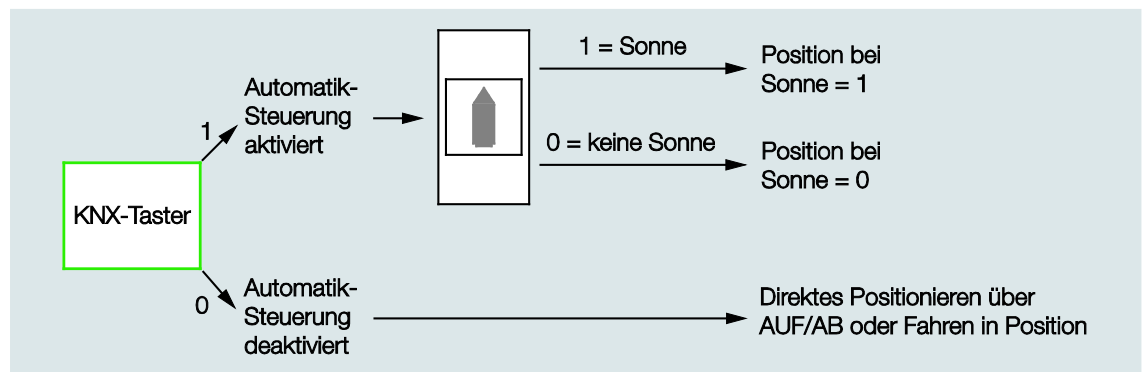 1 = Sonne
Position bei
Sonne = 1
Automatik-
Steuerung
aktiviert
1
0 = keine Sonne
Position bei
Sonne = 0
KNX-Taster
0
Automatik-
Steuerung
deaktiviert
Direktes Positionieren über
AUF/AB oder Fahren in Position